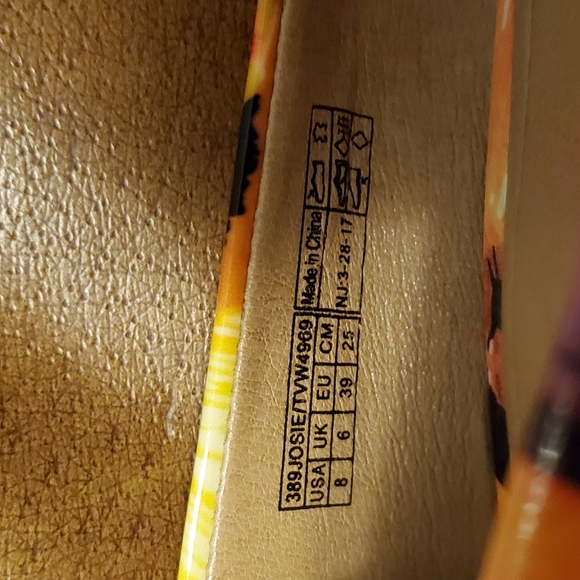 389JOSIE/TVW4969
USA UK EU CM
8 6 39 25
Made in China
NJ 3-28-17